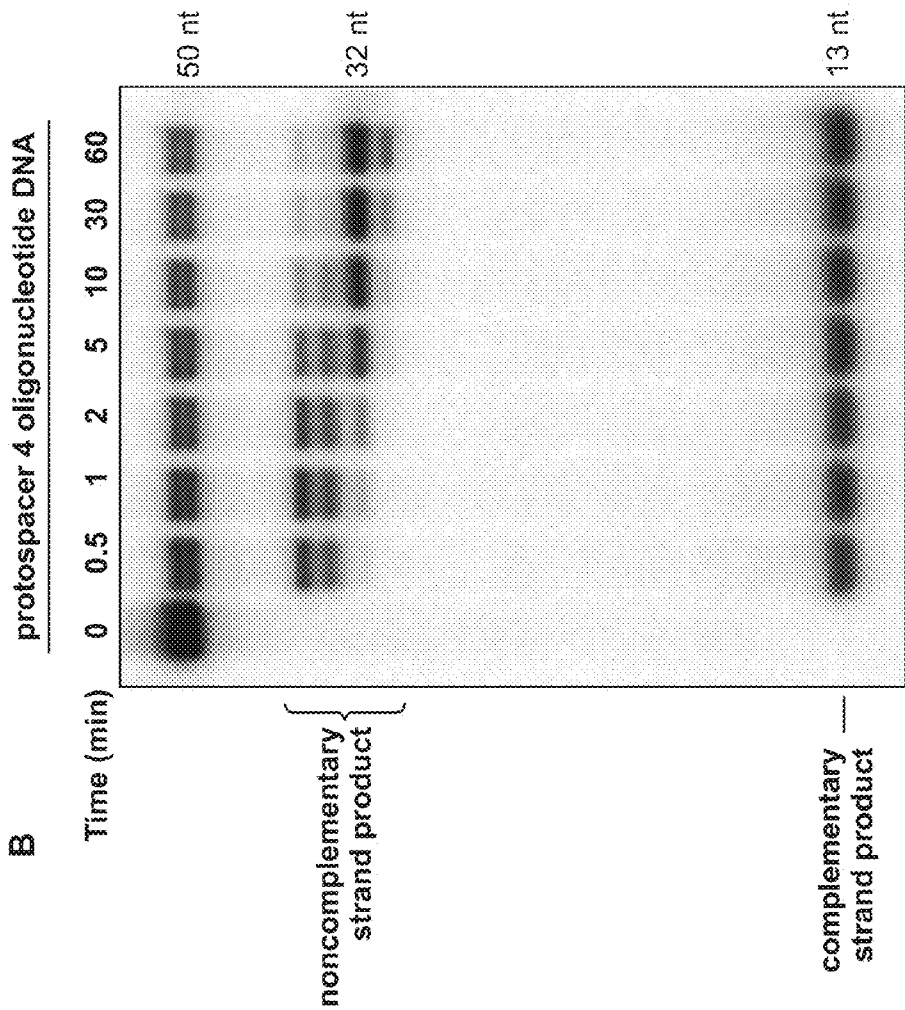 B
protospacer 4 oligonucleotide DNA
Time (min) 0 0.5 1 2 5 10 30 60
50 nt
noncomplementary
strand product
32 nt
complementary
strand product
13 nt